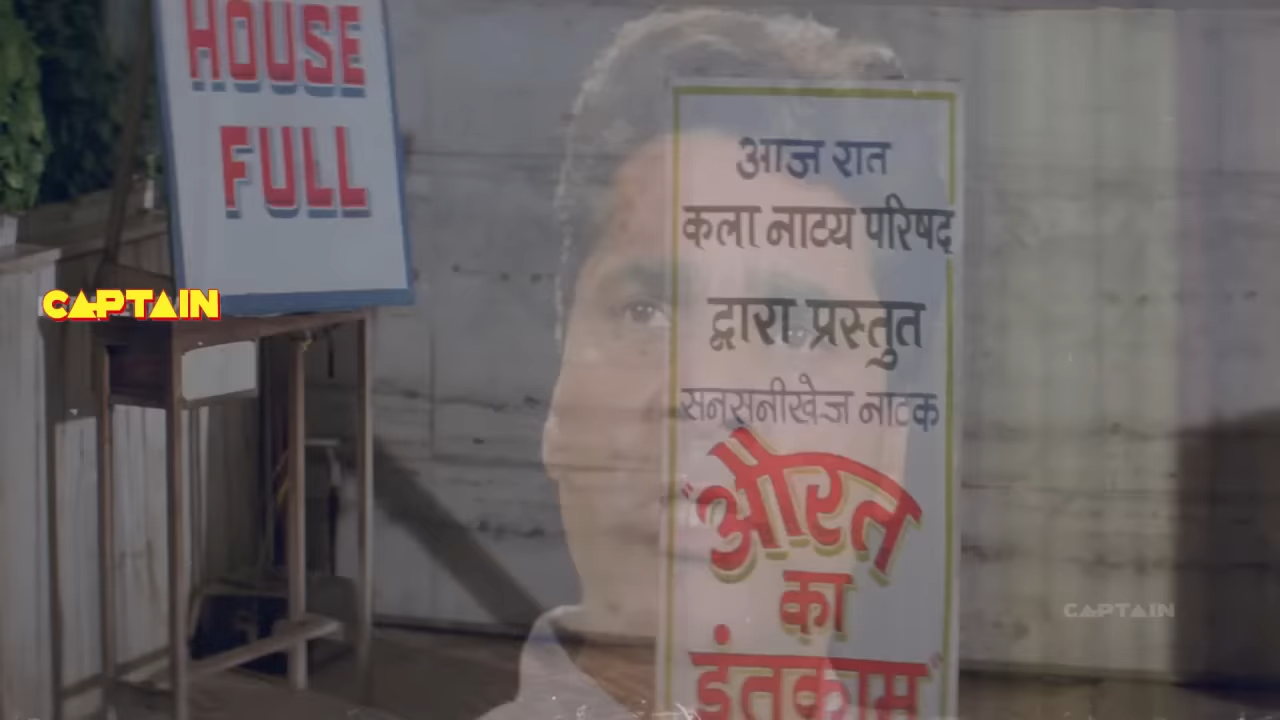 HOUSE
FULL
आज रात
कला नाट्य परिषद
द्वारा प्रस्तुत
सनसनीखेज नाटक
"औरत
का
इंतकाम"
CAPTAIN
CAPTAIN